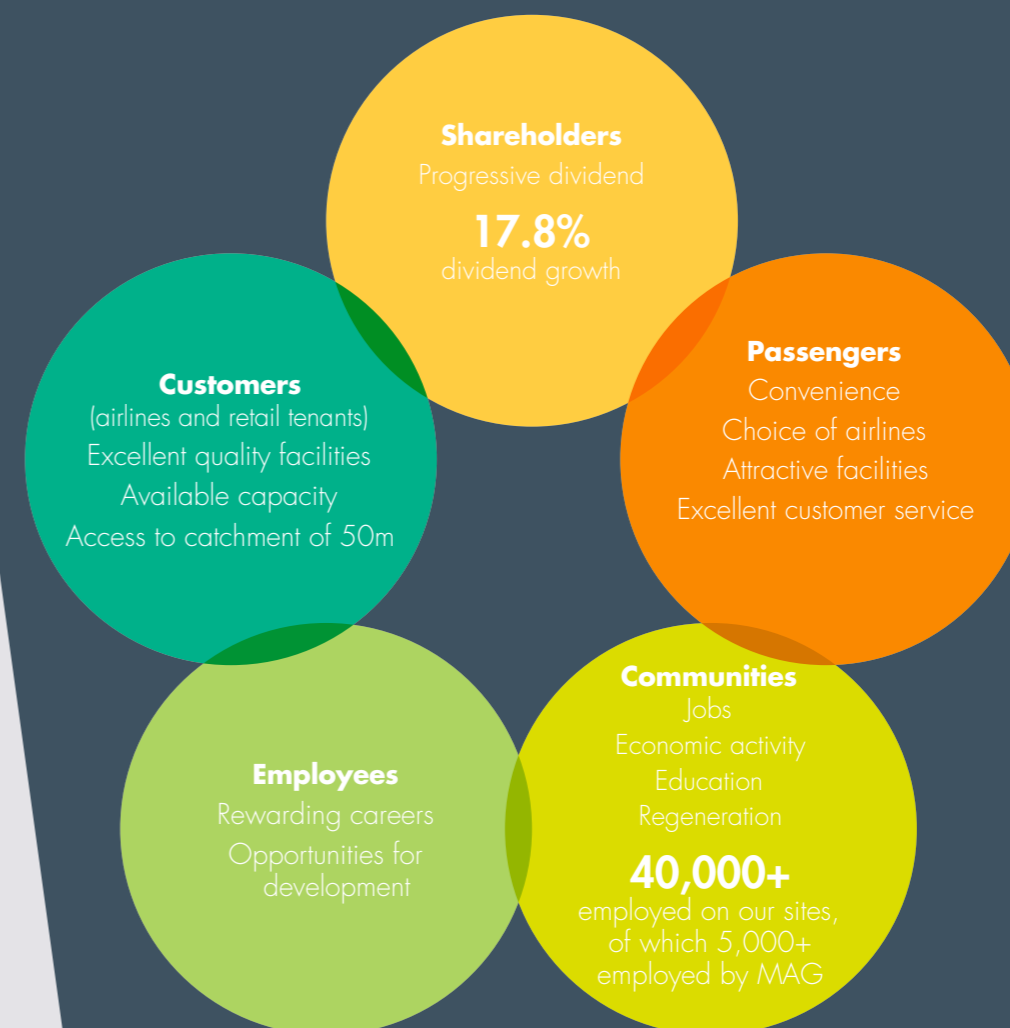 Shareholders
Progressive dividend
17.8%
dividend growth
Customers
(airlines and retail tenants)
Excellent quality facilities
Available capacity
Access to catchment of 50m
Passengers
Convenience
Choice of airlines
Attractive facilities
Excellent customer service
Employees
Rewarding careers
Opportunities for
development
Communities
Jobs
Economic activity
Education
Regeneration
40,000+
employed on our sites,
of which 5,000+
employed by MAG